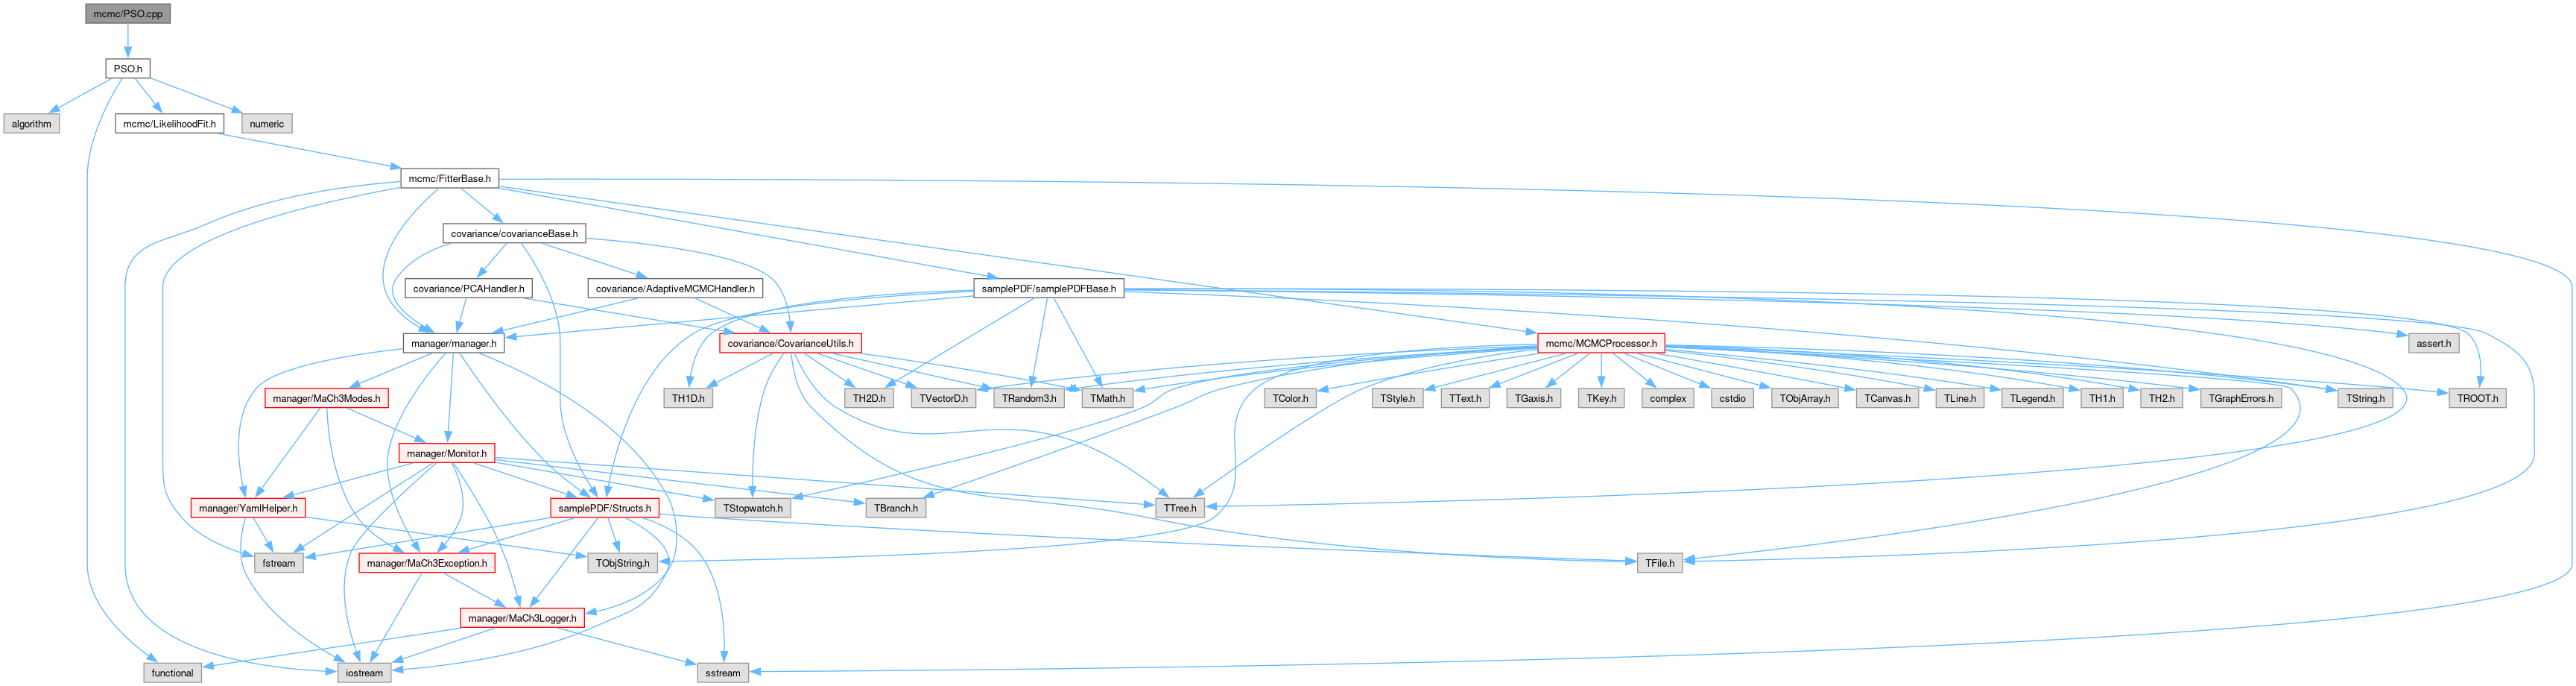 mcmc/PSO.cpp
PSO.h
algorithm
mcmc/LikelihoodFit.h
numeric
mcmc/FitterBase.h
covariance/covarianceBase.h
covariance/PCAHandler.h
covariance/AdaptiveMCMCHandler.h
samplePDF/samplePDFBase.h
manager/manager.h
covariance/CovarianceUtils.h
mcmc/MCMCProcessor.h
assert.h
manager/MaCh3Modes.h
TH1D.h
TH2D.h
TVectorD.h
TRandom3.h
TMath.h
TColor.h
TStyle.h
TText.h
TGaxis.h
TKey.h
complex
cstdio
TObjArray.h
TCanvas.h
TLine.h
TLegend.h
TH1.h
TH2.h
TGraphErrors.h
TString.h
TROOT.h
manager/Monitor.h
manager/YamlHelper.h
samplePDF/Structs.h
TStopwatch.h
TBranch.h
TTree.h
fstream
manager/MaCh3Exception.h
TObjString.h
TFile.h
manager/MaCh3Logger.h
functional
iostream
sstream